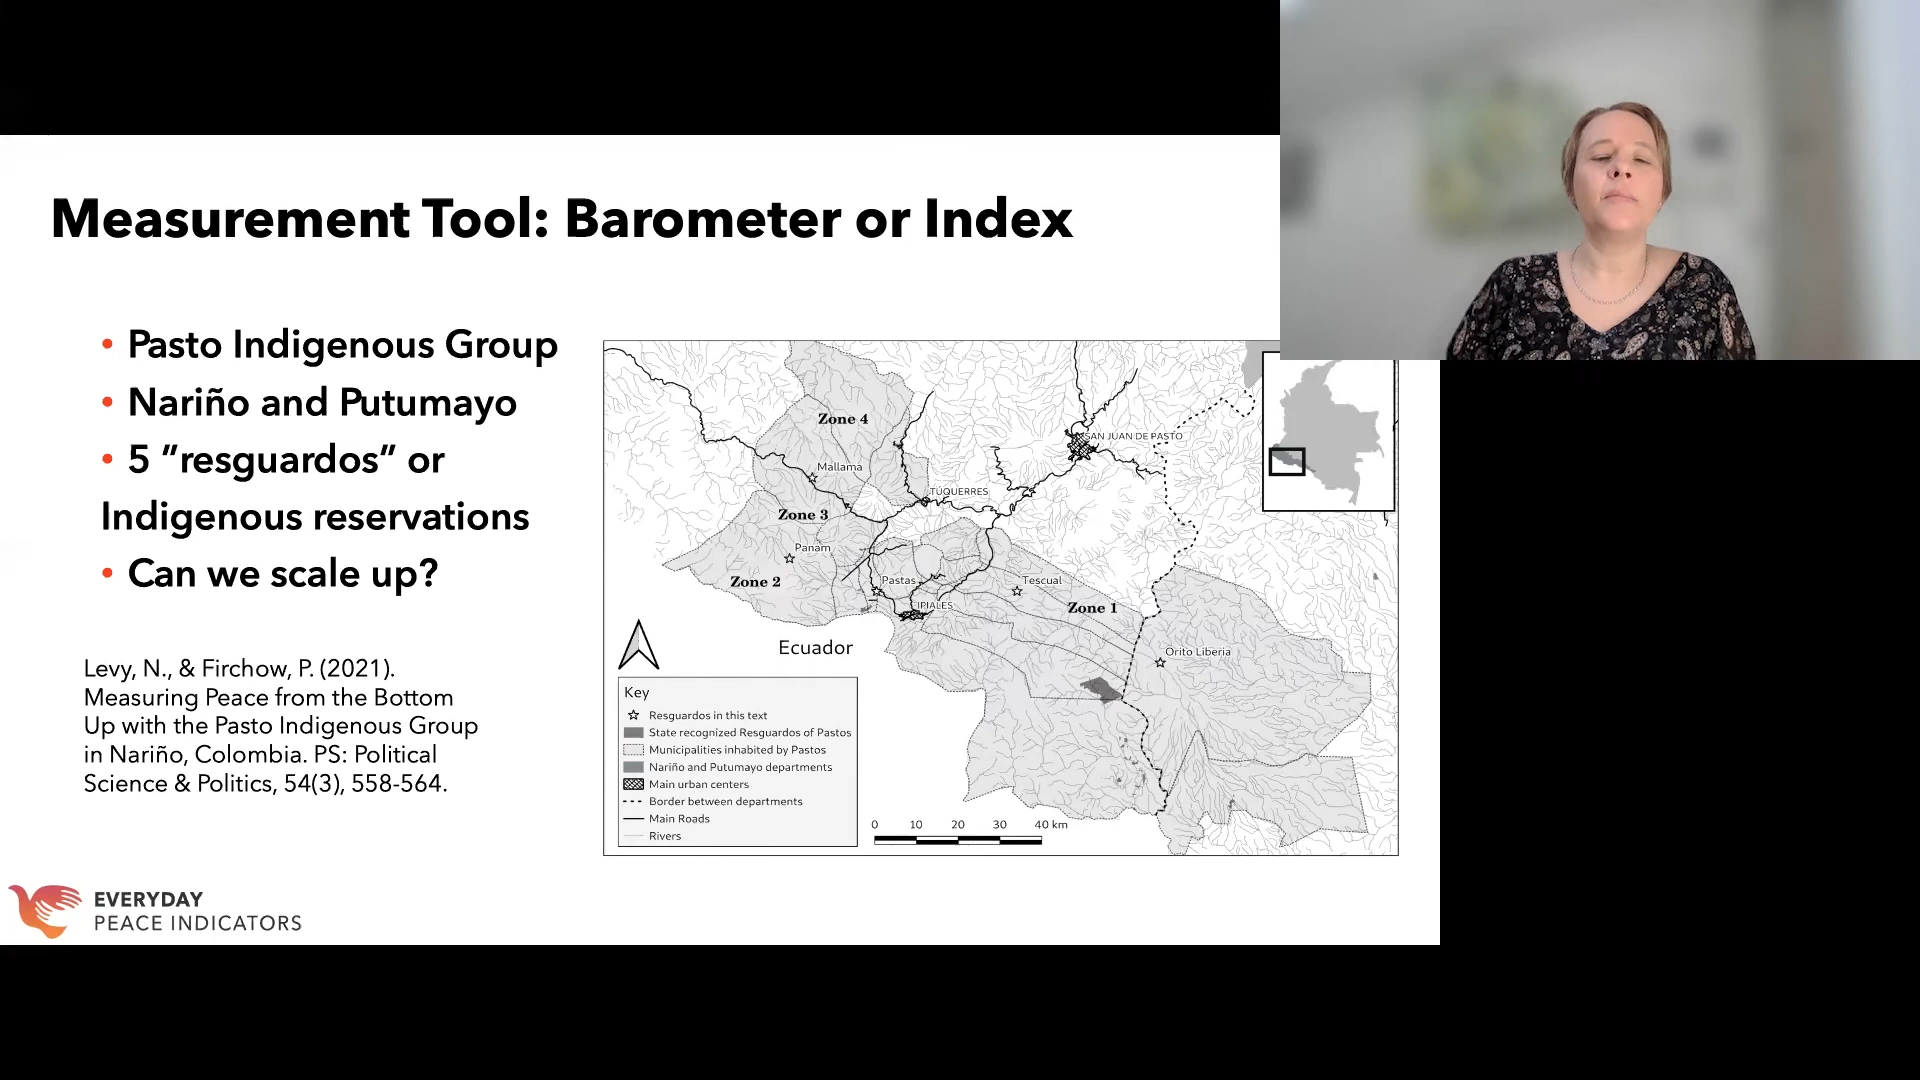 Measurement Tool: Barometer or Index
• Pasto Indigenous Group
• Nariño and Putumayo
• 5 ”resguardos” or
Indigenous reservations
• Can we scale up?
Levy, N., & Firchow, P. (2021).
Measuring Peace from the Bottom
Up with the Pasto Indigenous Group
in Nariño, Colombia. PS: Political
Science & Politics, 54(3), 558-564.
EVERYDAY
PEACE INDICATORS
Zone 4
SAN JUAN DE PASTO
Mallama
TÚQUERRES
Zone 3
Panam
Zone 2
Pastas
Tescual
IPIALES
Zone 1
Ecuador
Orito Liberia
Key
Resguardos in this text
State recognized Resguardos of Pastos
Municipalities inhabited by Pastos
Nariño and Putumayo departments
Main urban centers
Border between departments
Main Roads
Rivers
0 10 20 30 40 km